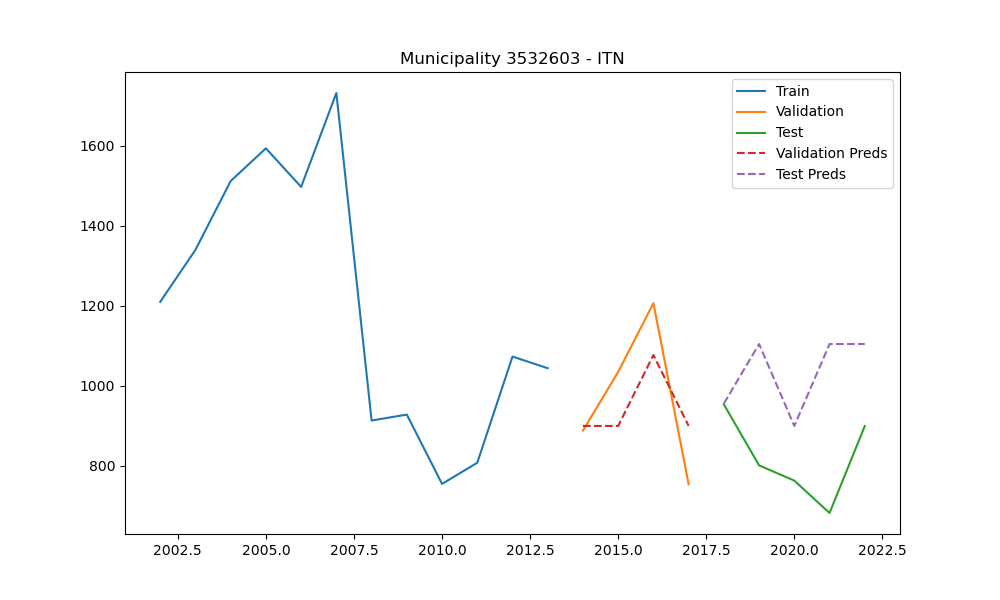 Municipality 3532603 - ITN
Train
Validation
Test
Validation Preds
Test Preds
1600
1400
1200
1000
800
2002.5 2005.0 2007.5 2010.0 2012.5 2015.0 2017.5 2020.0 2022.5